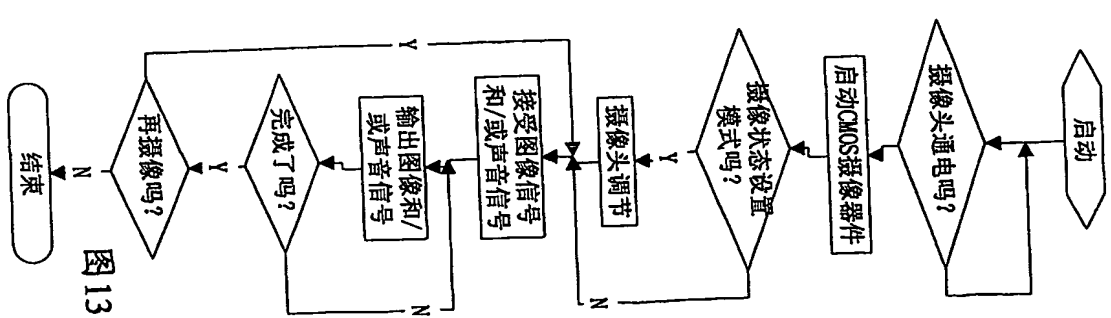 启动
摄像头通电吗?
启动CMOS摄像器件
摄像状态设置
模式吗?
N
Y
摄像头调节
接受图像信号
和/或声音信号
输出图像和/
或声音信号
N
完成了吗?
Y
再摄像吗?
Y
N
结束
图13